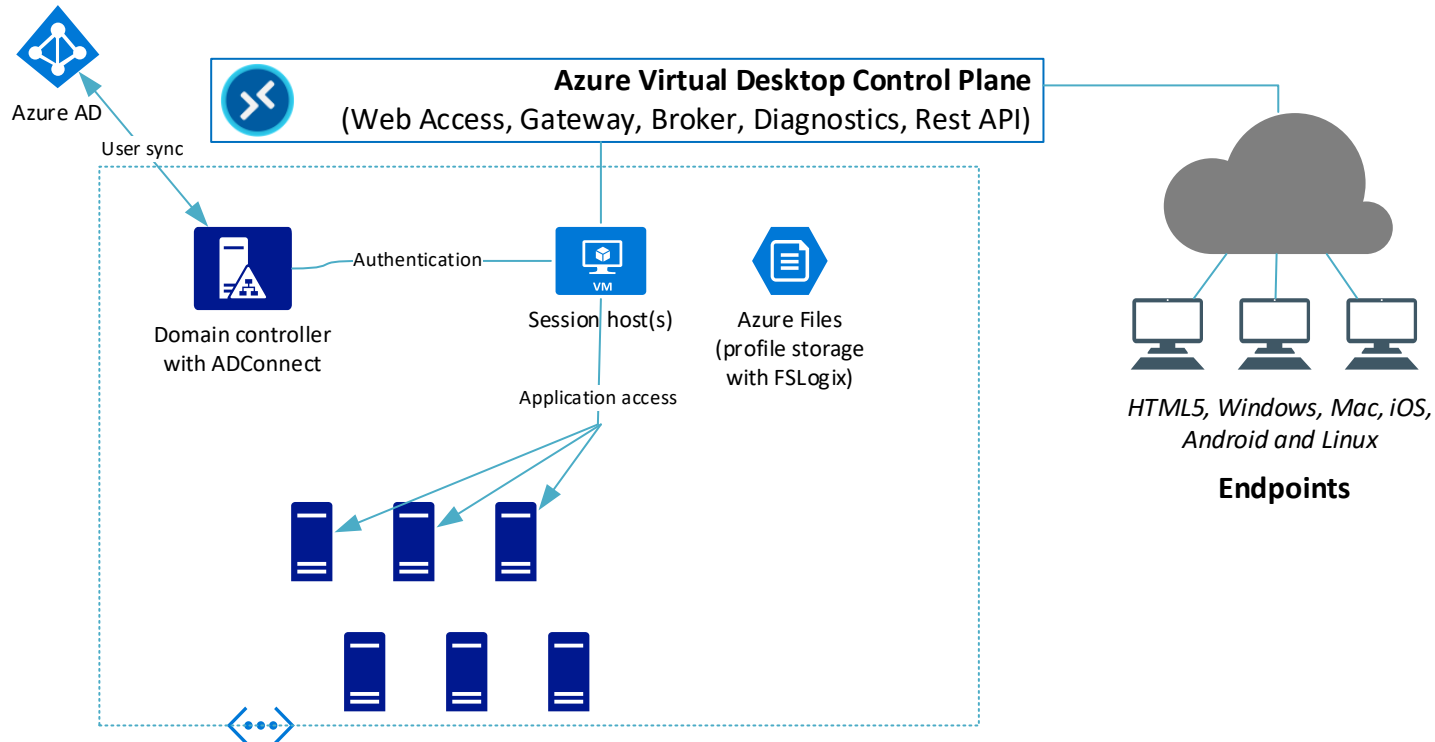 Azure AD
Azure Virtual Desktop Control Plane
(Web Access, Gateway, Broker, Diagnostics, Rest API)
User sync
Authentication
VM
Domain controller
with ADConnect
Session host(s)
Azure Files
(profile storage
with FSLogix)
Application access
HTML5, Windows, Mac, iOS,
Android and Linux
Endpoints